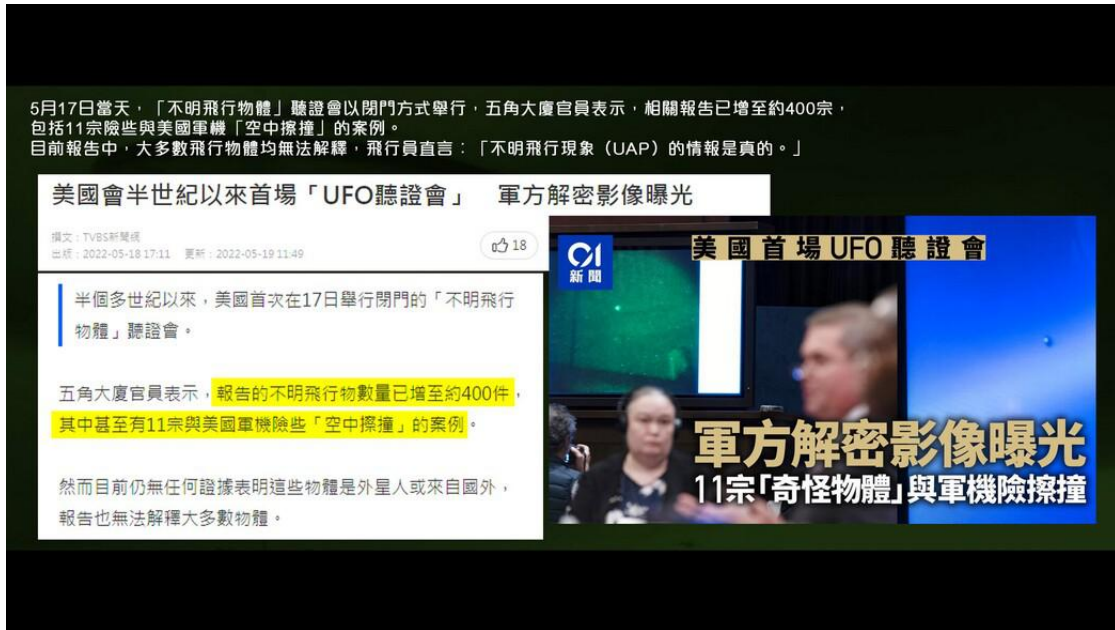 5月17日當天，「不明飛行物體」聽證會以閉門方式舉行，五角大廈官員表示，相關報告已增至約400宗，
包括11宗險些與美國軍機「空中擦撞」的案例。
目前報告中，大多數飛行物體均無法解釋，飛行員直言：「不明飛行現象（UAP）的情報是真的。」
美國會半世紀以來首場「UFO聽證會」　軍方解密影像曝光
撰文：TVBS新聞網
出版：2022-05-18 17:11　更新：2022-05-19 11:49
18
半個多世紀以來，美國首次在17日舉行閉門的「不明飛行
物體」聽證會。
五角大廈官員表示，報告的不明飛行物數量已增至約400件，
其中甚至有11宗與美國軍機險些「空中擦撞」的案例。
然而目前仍無任何證據表明這些物體是外星人或來自國外，
報告也無法解釋大多數物體。
01
新聞
美國首場UFO聽證會
軍方解密影像曝光
11宗「奇怪物體」與軍機險擦撞